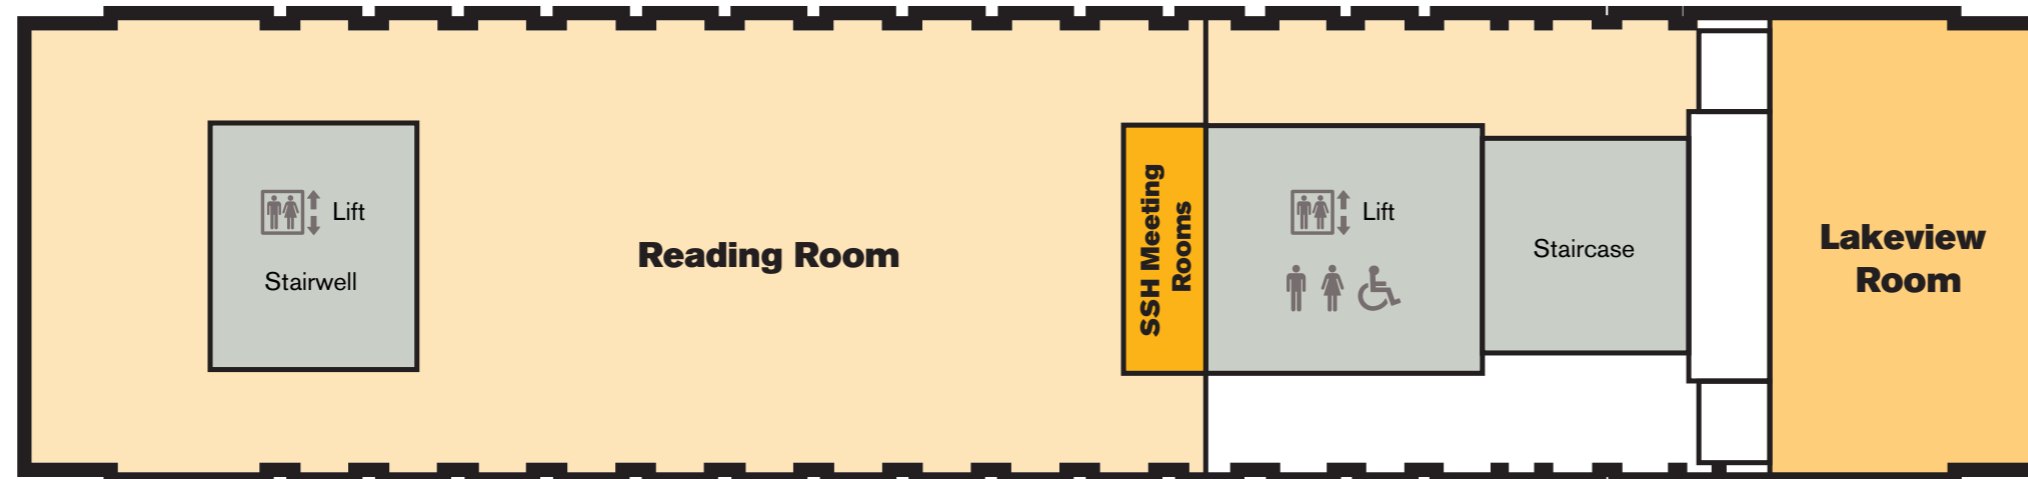 Lift
Stairwell
Reading Room
SSH Meeting
Rooms
Lift
Staircase
Lakeview
Room